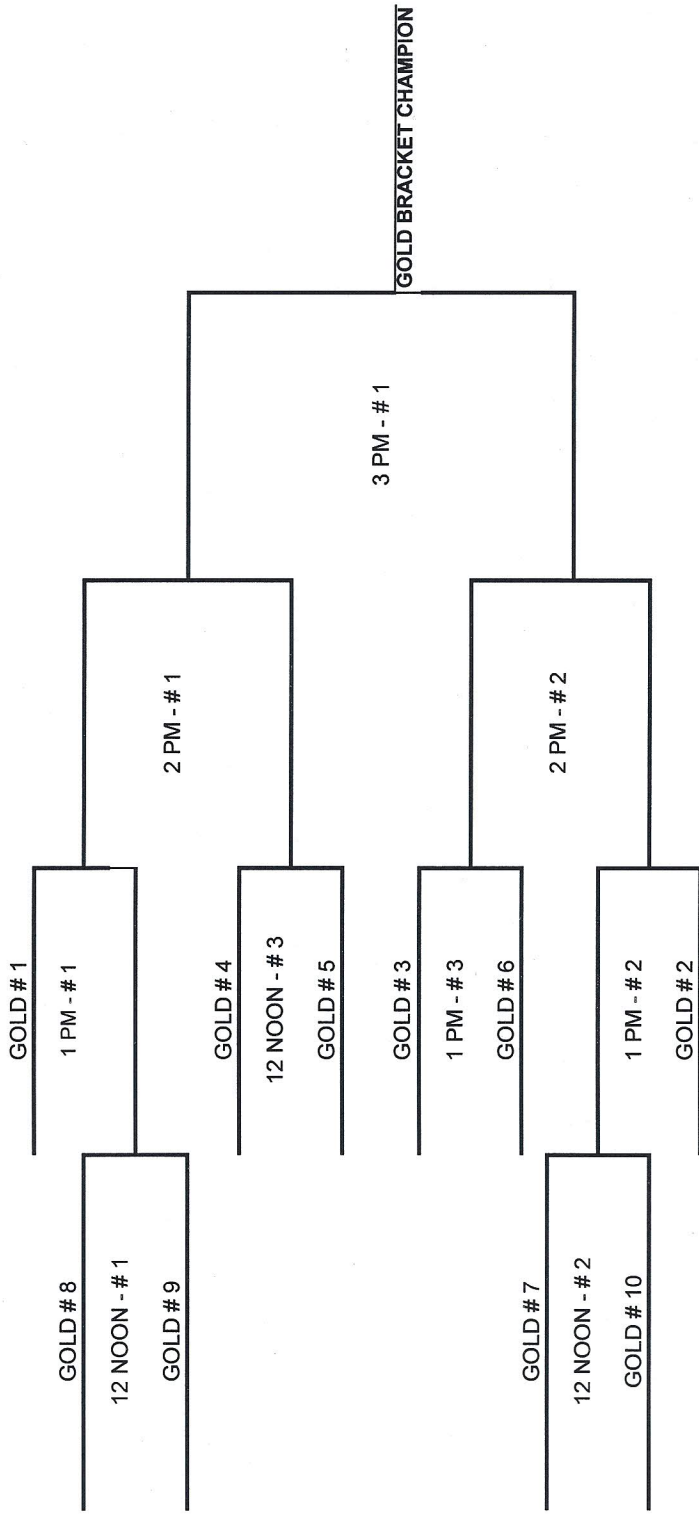 GOLD # 8
12 NOON - # 1
GOLD # 9
GOLD # 7
12 NOON - # 2
GOLD # 10
GOLD # 1
1 PM - # 1
GOLD # 4
12 NOON - # 3
GOLD # 5
GOLD # 3
1 PM - # 3
GOLD # 6
1 PM - # 2
GOLD # 2
2 PM - # 1
2 PM - # 2
3 PM - # 1
GOLD BRACKET CHAMPION